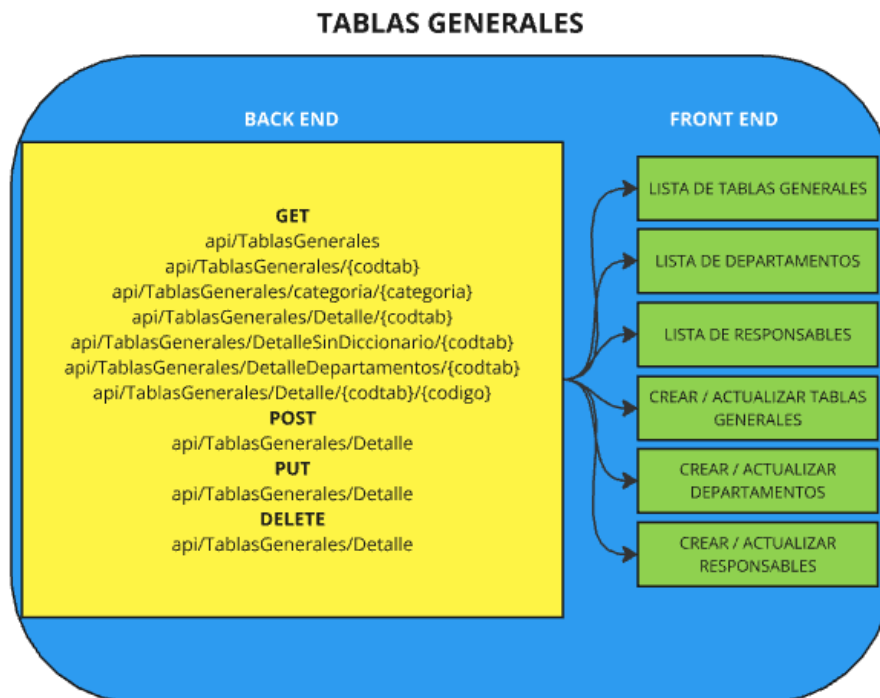 TABLAS GENERALES
BACK END
GET
api/TablasGenerales
api/TablasGenerales/{codtab}
api/TablasGenerales/categoria/{categoria}
api/TablasGenerales/Detalle/{codtab}
api/TablasGenerales/DetalleSinDiccionario/{codtab}
api/TablasGenerales/DetalleDepartamentos/{codtab}
api/TablasGenerales/Detalle/{codtab}/{codigo}
POST
api/TablasGenerales/Detalle
PUT
api/TablasGenerales/Detalle
DELETE
api/TablasGenerales/Detalle
FRONT END
LISTA DE TABLAS GENERALES
LISTA DE DEPARTAMENTOS
LISTA DE RESPONSABLES
CREAR / ACTUALIZAR TABLAS
GENERALES
CREAR / ACTUALIZAR
DEPARTAMENTOS
CREAR / ACTUALIZAR
RESPONSABLES